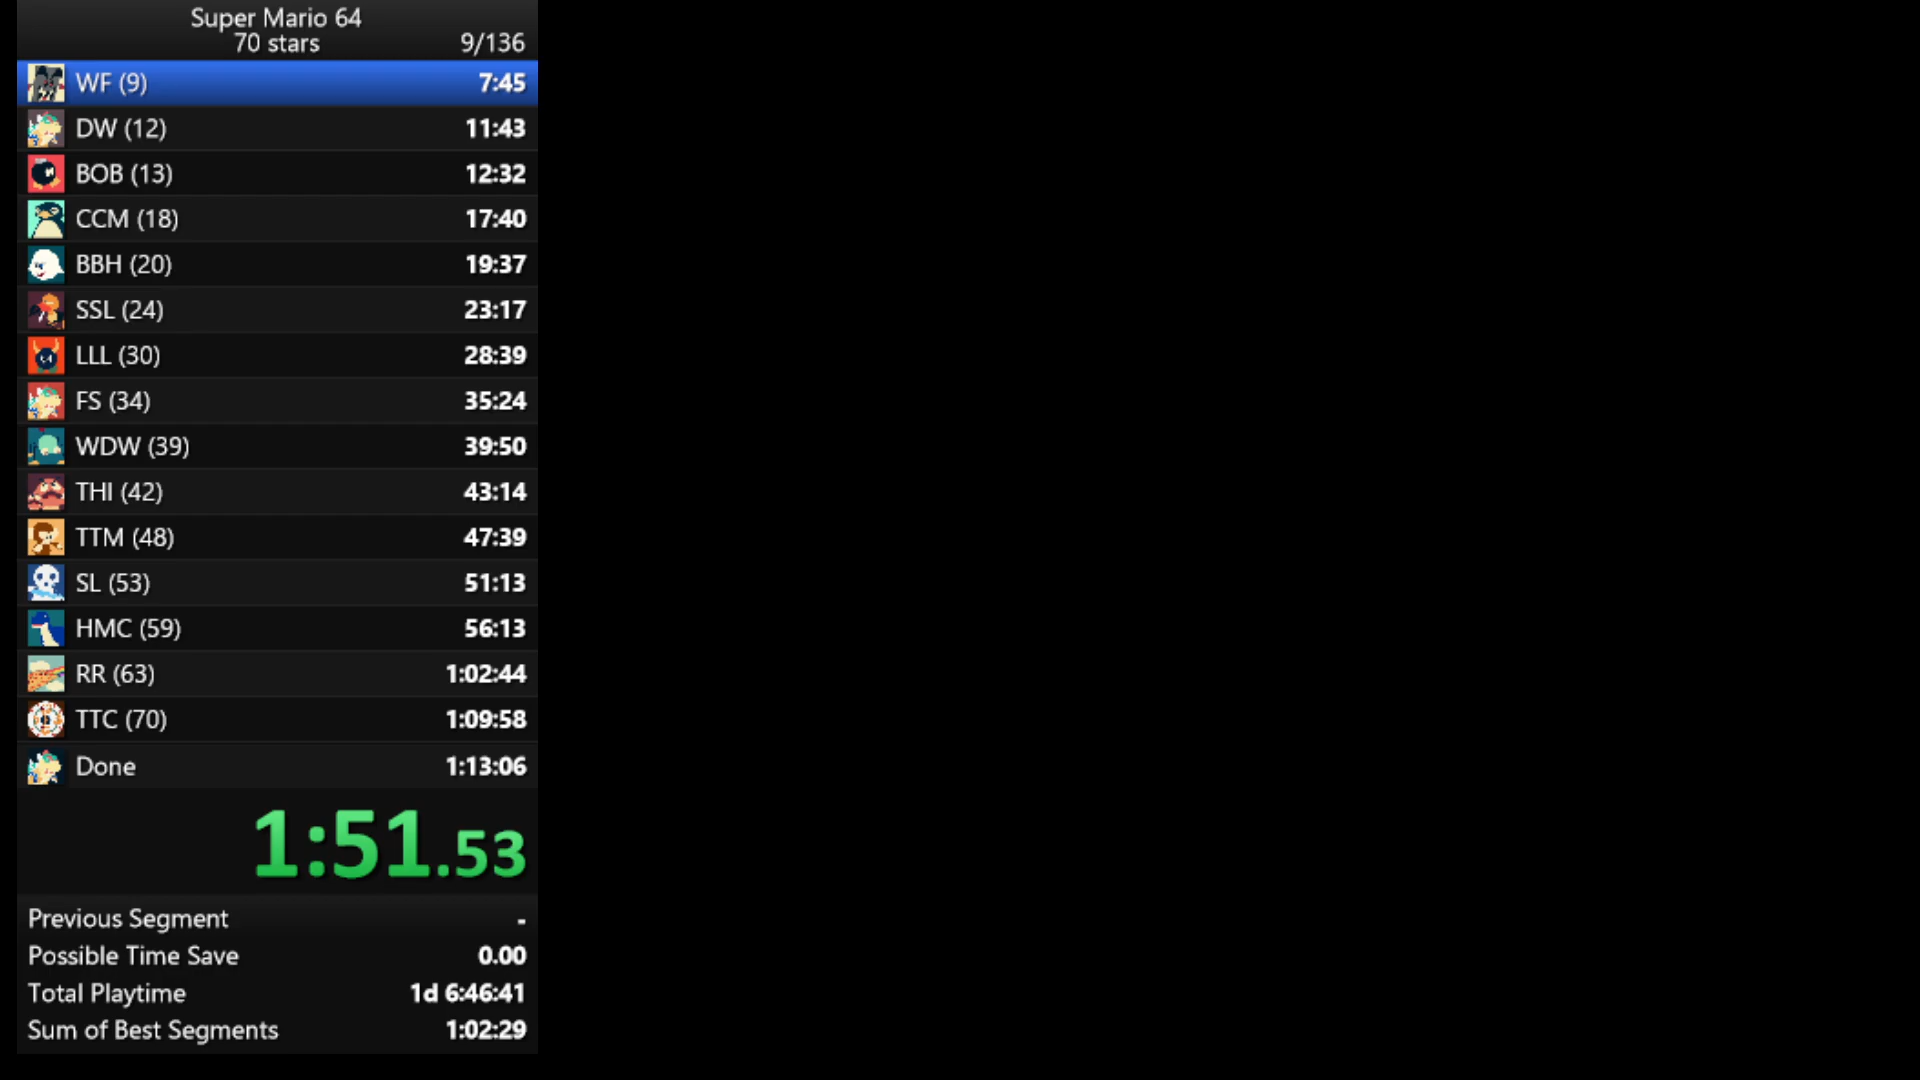 Super Mario 64
70 stars 9/136
WF (9) 7:45
DW (12) 11:43
BOB (13) 12:32
CCM (18) 17:40
BBH (20) 19:37
SSL (24) 23:17
LLL (30) 28:39
FS (34) 35:24
WDW (39) 39:50
THI (42) 43:14
TTM (48) 47:39
SL (53) 51:13
HMC (59) 56:13
RR (63) 1:02:44
TTC (70) 1:09:58
Done 1:13:06
1:51.53
Previous Segment -
Possible Time Save 0.00
Total Playtime 1d 6:46:41
Sum of Best Segments 1:02:29